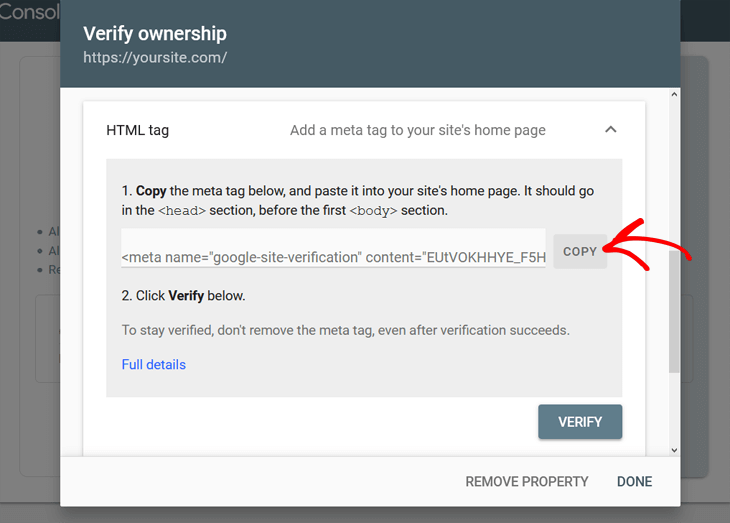 Consol
Verify ownership
https://yoursite.com/
HTML tag
Add a meta tag to your site's home page
1. Copy the meta tag below, and paste it into your site's home page. It should go
in the <head> section, before the first <body> section.
<meta name="google-site-verification" content="EUtVOKHHYE_F5H
COPY
2. Click Verify below.
To stay verified, don't remove the meta tag, even after verification succeeds.
Full details
VERIFY
REMOVE PROPERTY
DONE
Al
Al
Re